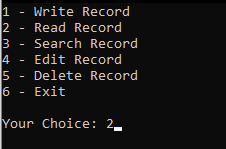 1 - Write Record
2 - Read Record
3 - Search Record
4 - Edit Record
5 - Delete Record
6 - Exit
Your Choice: 2